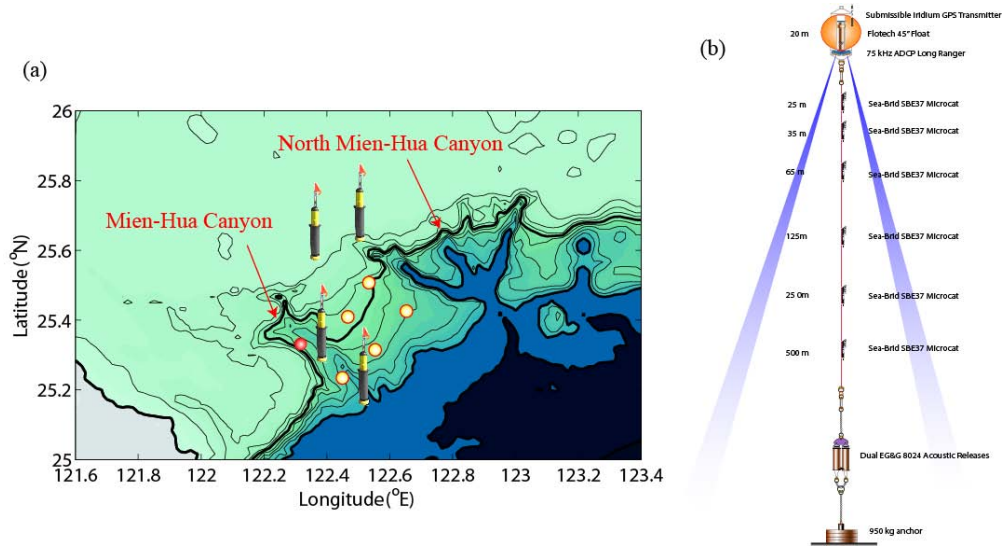 (a)
North Mien-Hua Canyon
Mien-Hua Canyon
Latitude(°N)
26
25.8
25.6
25.4
25.2
25
121.6 121.8 122 122.2 122.4 122.6 122.8 123 123.2 123.4
Longitude(°E)
(b)
Submissible Iridium GPS Transmitter
20 m Flotech 45" Float
75 kHz ADCP Long Ranger
25 m Sea-Brid SBE37 Microcat
35 m Sea-Brid SBE37 Microcat
65 m Sea-Brid SBE37 Microcat
125m Sea-Brid SBE37 Microcat
25 0m Sea-Brid SBE37 Microcat
500 m Sea-Brid SBE37 Microcat
Dual EG&G 8024 Acoustic Releases
950 kg anchor